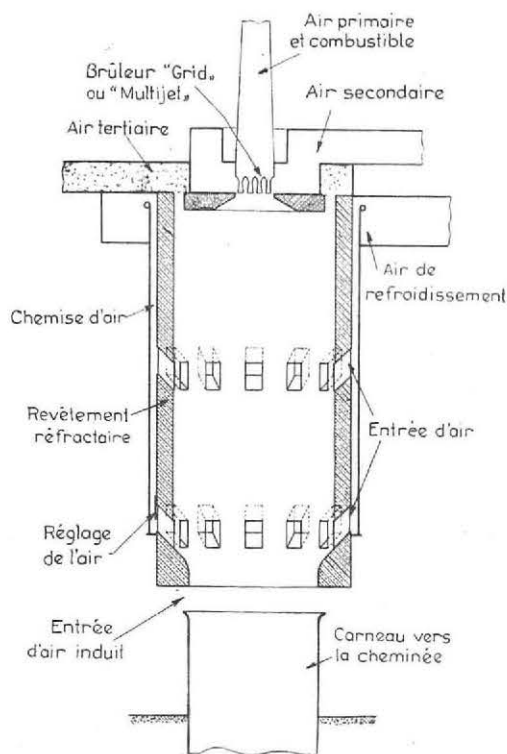 Air primaire
et combustible
Brûleur "Grid„
ou "Multijet„
Air secondaire
Air tertiaire
Air de
refroidissement
Chemise d'air
Revêtement
réfractaire
Entrée d'air
Réglage
de l'air
Entrée
d'air induit
Carneau vers
la cheminée